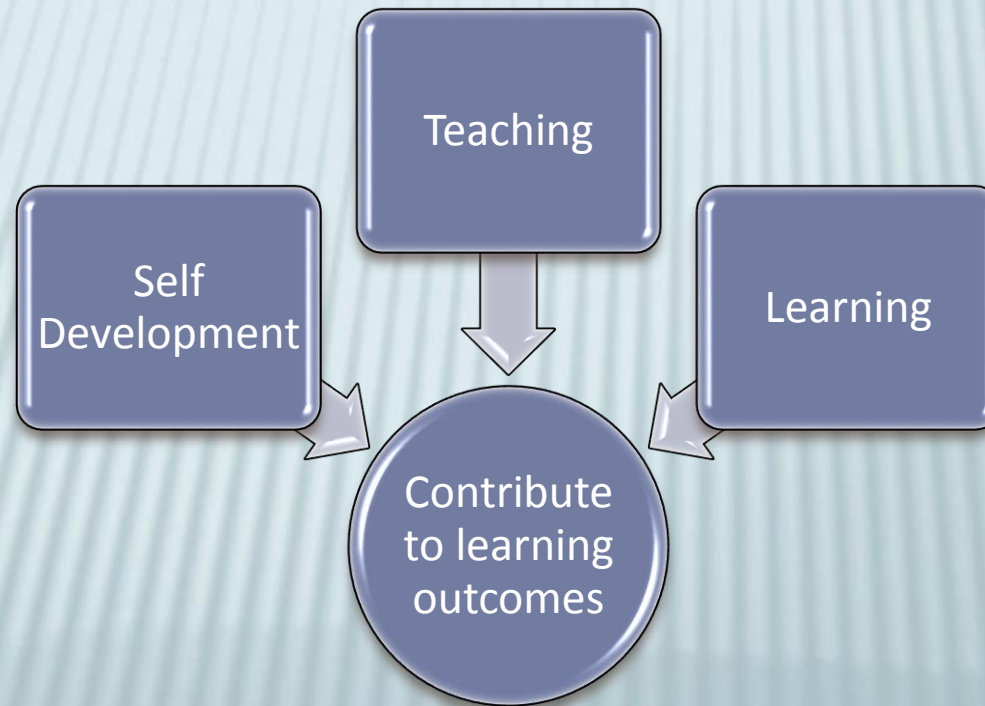 Teaching
Self
Development
Learning
Contribute
to learning
outcomes